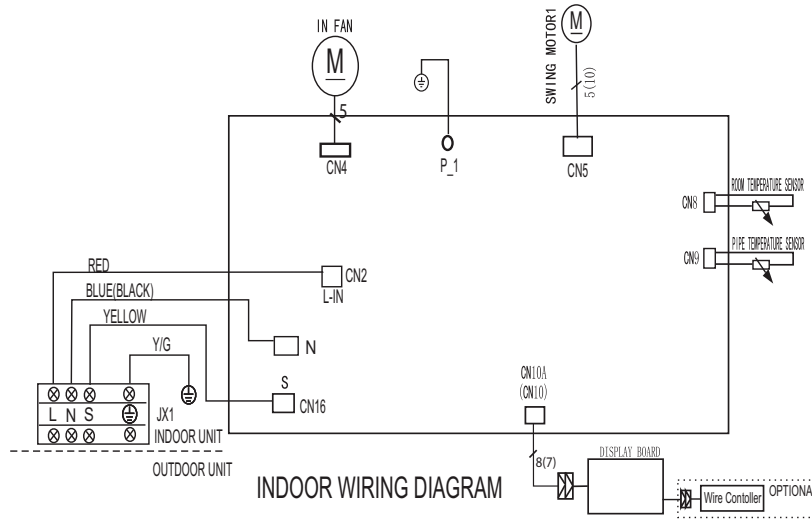 IN FAN
M
5
CN4
P_1
SWING MOTOR1
M
5(10)
CN5
ROOM TEMPERATURE SENSOR
CN8
PIPE TEMPERATURE SENSOR
CN9
RED
CN2
L-IN
BLUE(BLACK)
YELLOW
N
Y/G
S
CN16
L N S
JX1
INDOOR UNIT
OUTDOOR UNIT
CN10A
(CN10)
8(7)
DISPLAY BOARD
Wire Contoller
OPTIONA
INDOOR WIRING DIAGRAM